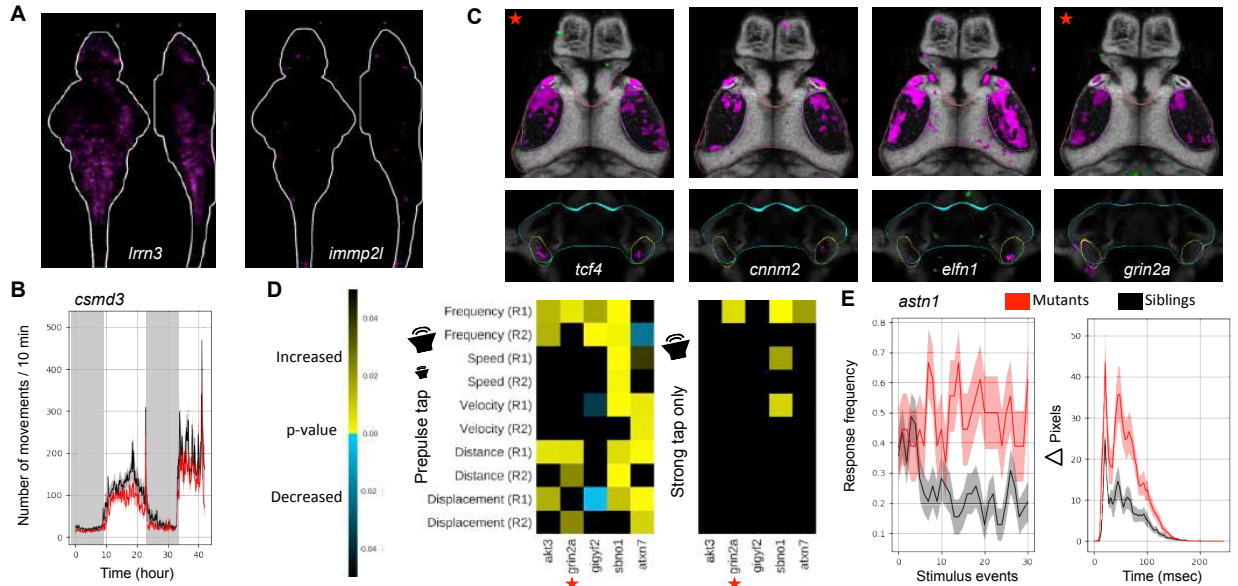 A
lrrn3
immp2l
B
csmd3
Number of movements / 10 min
500
400
300
200
100
0
0 10 20 30 40
Time (hour)
C
tcf4
cnnm2
elfn1
grin2a
D
Increased
p-value
Decreased
0.04
0.02
0.00
0.02
0.04
Prepulse tap
Frequency (R1)
Frequency (R2)
Speed (R1)
Speed (R2)
Velocity (R1)
Velocity (R2)
Distance (R1)
Distance (R2)
Displacement (R1)
Displacement (R2)
akt3
grin2a
gigyf2
sbno1
atxn7
Strong tap only
akt3
grin2a
gigyf2
sbno1
atxn7
E
astn1
Mutants
Siblings
Response frequency
0.8
0.7
0.6
0.5
0.4
0.3
0.2
0.1
0 10 20 30
Stimulus events
Δ Pixels
50
40
30
20
10
0
0 50 100 150 200
Time (msec)